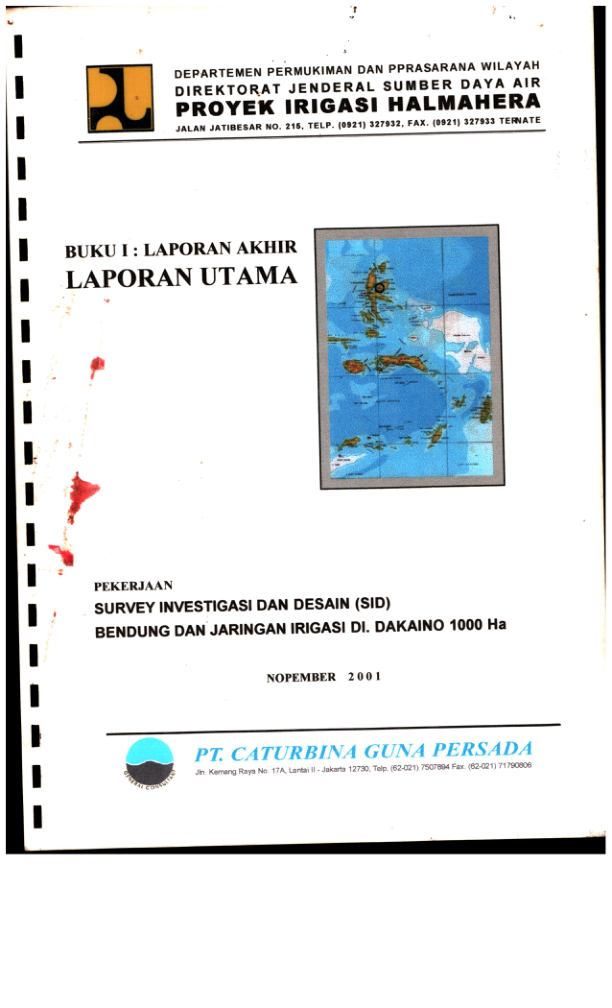 DEPARTEMEN PERMUKIMAN DAN PPRASARANA WILAYAH
DIREKTORAT JENDERAL SUMBER DAYA AIR
PROYEK IRIGASI HALMAHERA
JALAN JATIBESAR NO. 215, TELP. (0921) 327932, FAX. (0921) 327933 TERNATE
BUKU I : LAPORAN AKHIR
LAPORAN UTAMA
PEKERJAAN
SURVEY INVESTIGASI DAN DESAIN (SID)
BENDUNG DAN JARINGAN IRIGASI DI. DAKAINO 1000 Ha
NOPEMBER 2001
PT. CATURBINA GUNA PERSADA
Jln. Kemang Raya No. 17A, Lantai II - Jakarta 12730, Telp. (62-021) 7507894 Fax. (62-021) 71790806
GENERAL CONSULTANT